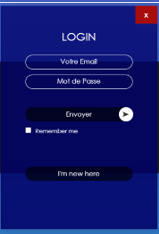 x
LOGIN
Votre Email
Mot de Passe
Envoyer
Remember me
I'm new here